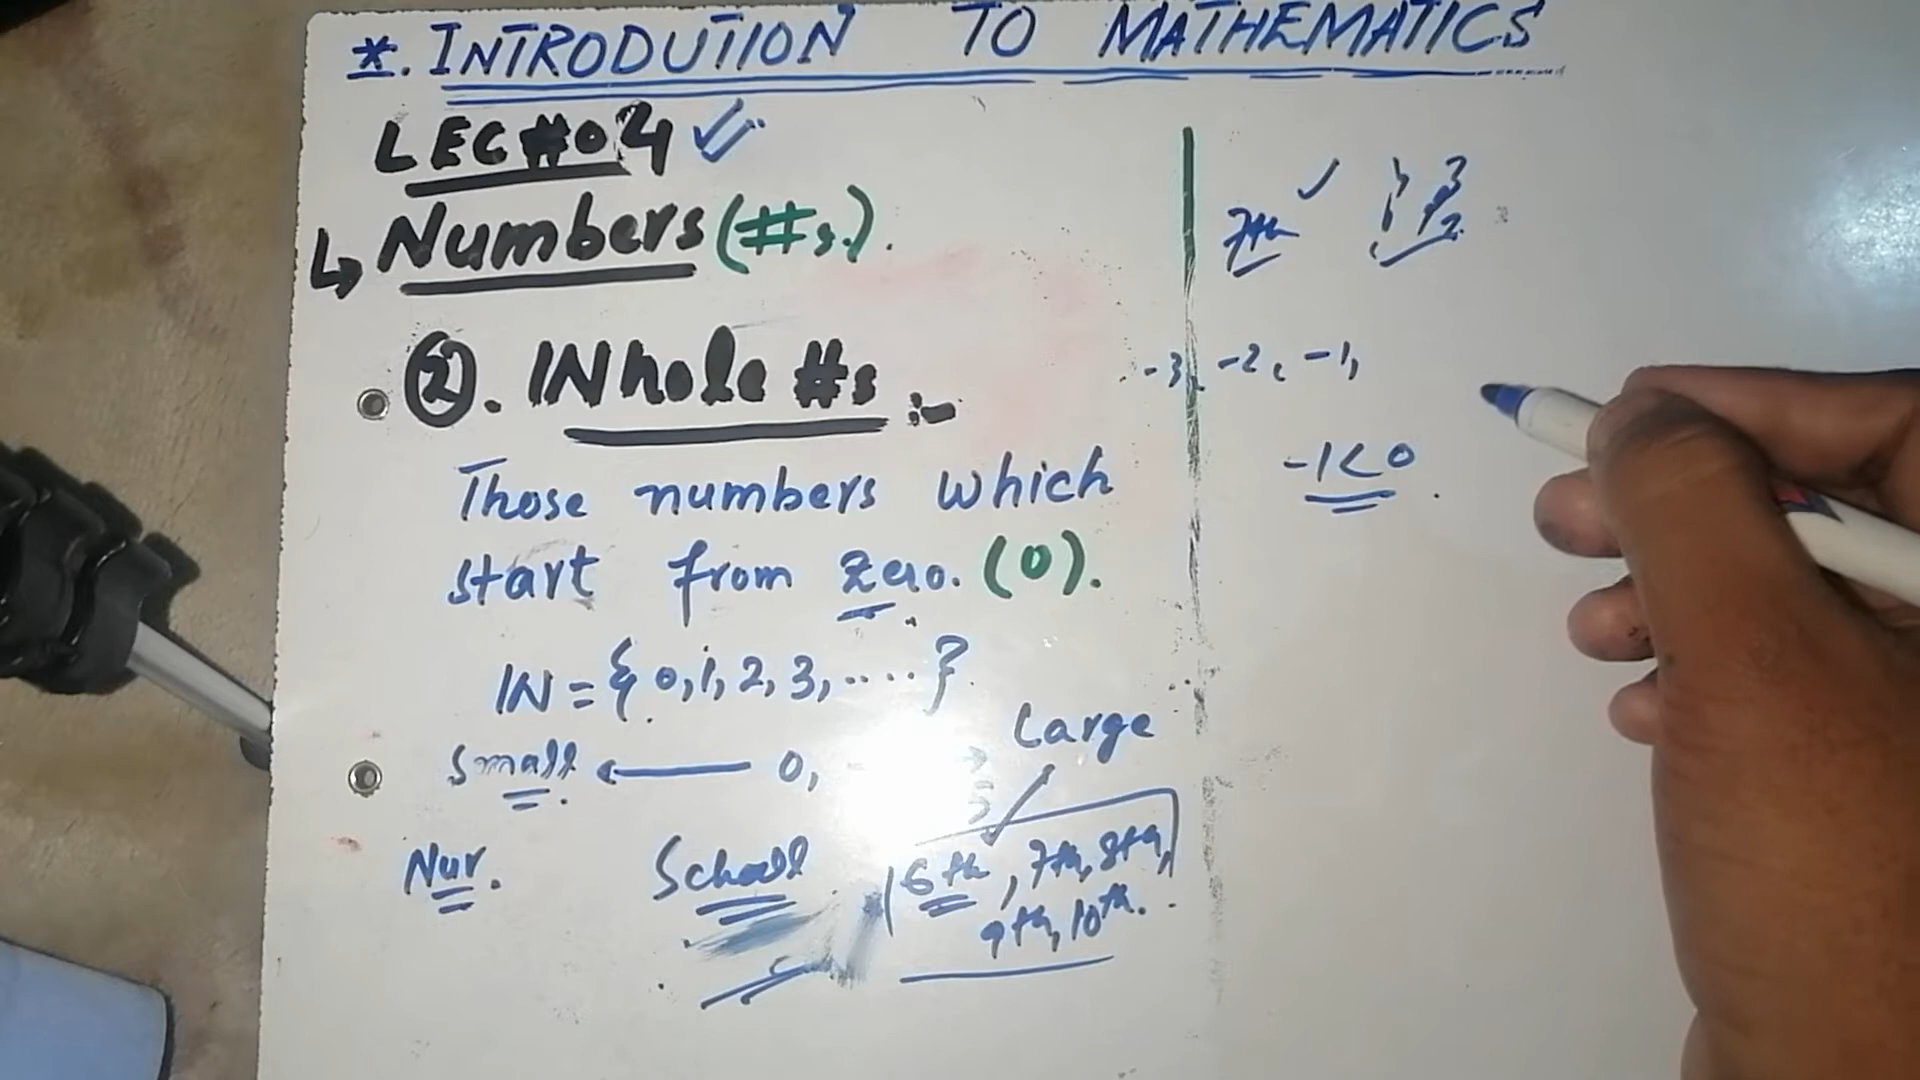 *. INTRODUTION TO MATHEMATICS
LEC#04
↳ Numbers (#s.).
②. Whole #s :-
Those numbers which
start from zero. (0).
W = { 0, 1, 2, 3, ..... }
Small ← 0,
Large
Nur. School 6th, 7th, 8th,
9th, 10th.
7th ✓
-3, -2, -1,
-1<0